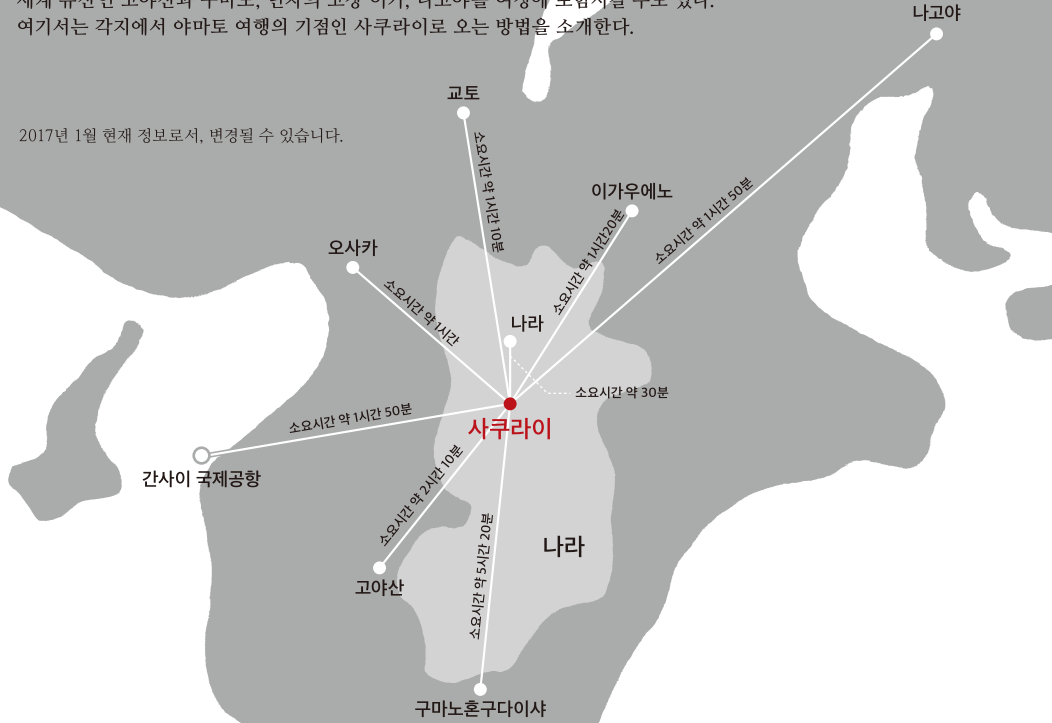 여기서는 각지에서 야마토 여행의 기점인 사쿠라이로 오는 방법을 소개한다.
나고야
교토
2017년 1월 현재 정보로서, 변경될 수 있습니다.
소요시간 약 1시간 10분
이가우에노
소요시간 약 1시간 50분
소요시간 약 1시간20분
오사카
소요시간 약 1시간
나라
소요시간 약 30분
소요시간 약 1시간 50분
사쿠라이
간사이 국제공항
소요시간 약 2시간 10분
소요시간 약 5시간 20분
나라
고야산
구마노혼구다이샤